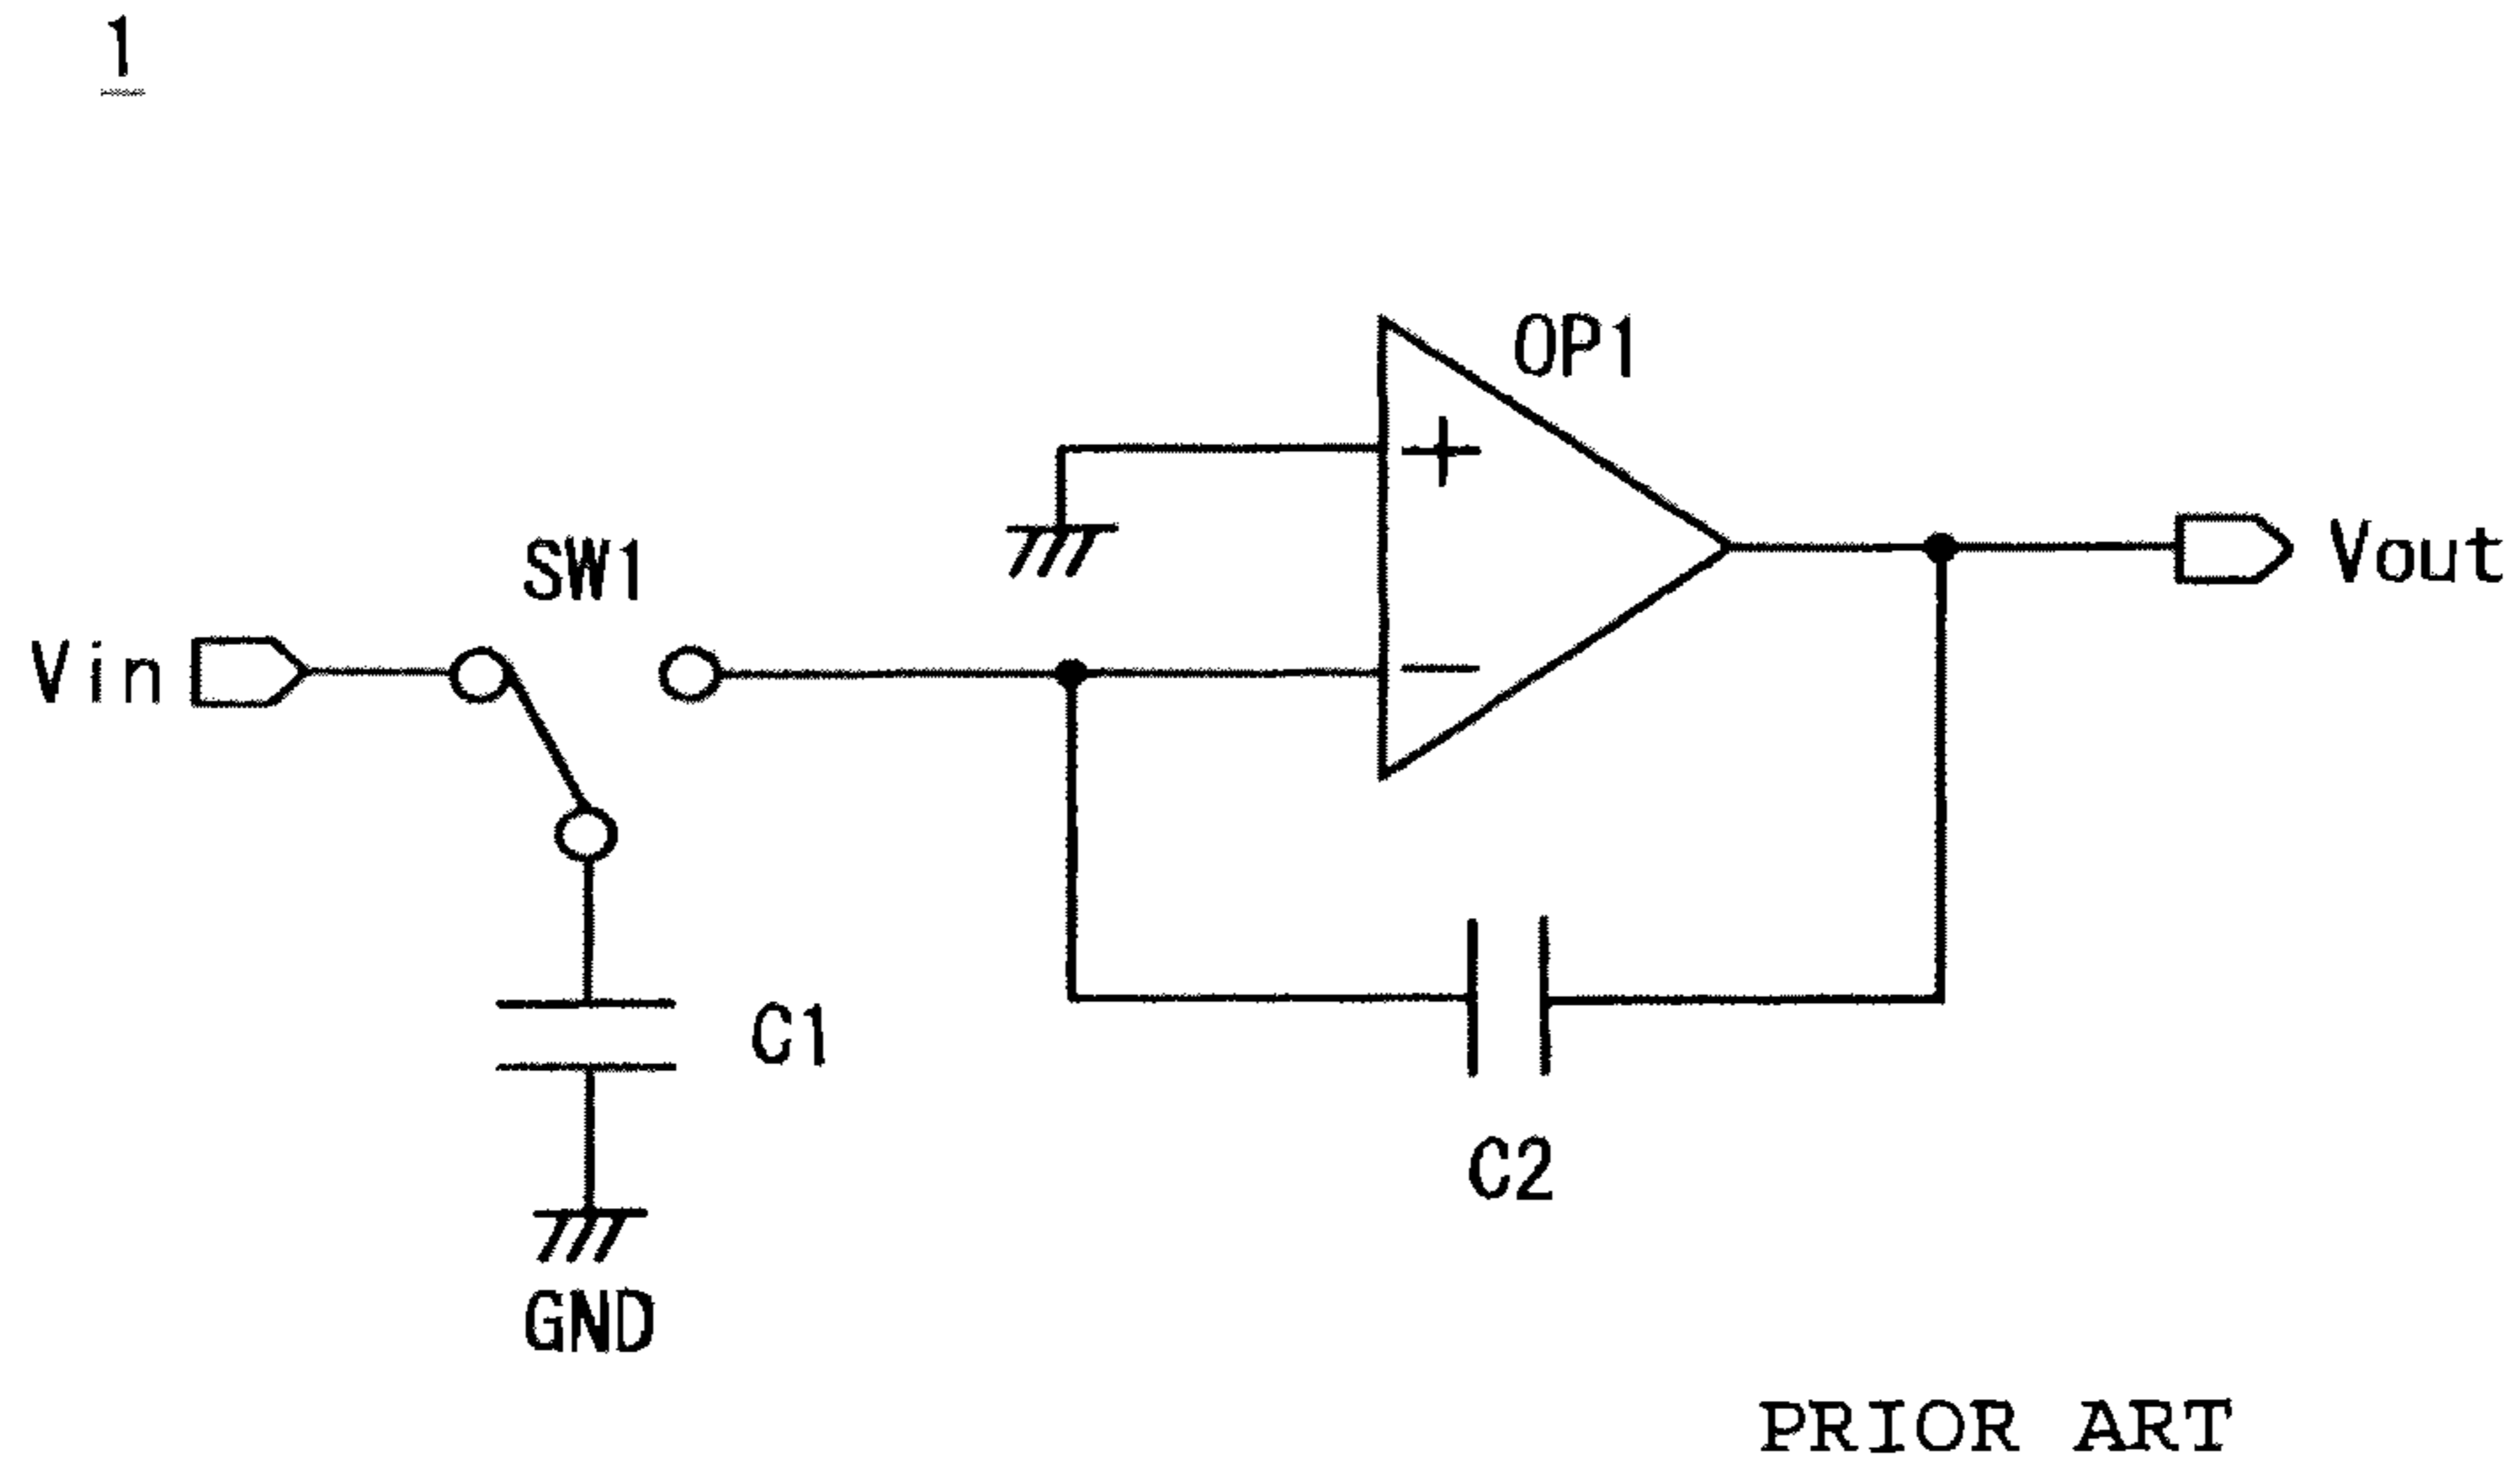 1
OP1
+
SW1
Vout
Vin
−
C1
C2
GND
PRIOR ART